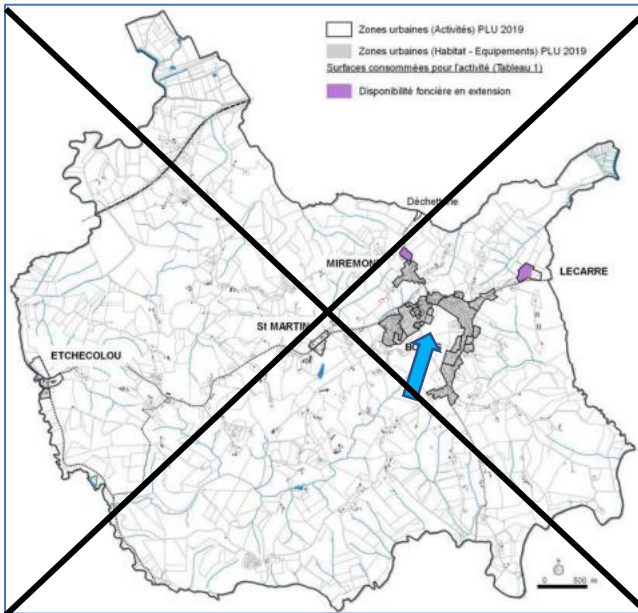 Zones urbaines (Activités) PLU 2019
Zones urbaines (Habitat - Equipements) PLU 2019
Surfaces consommées pour l'activité (Tableau 1)
Disponibilité foncière en extension
Déchetterie
LECARRE
St MARTIN
ETCHECOLOU
0 500 m